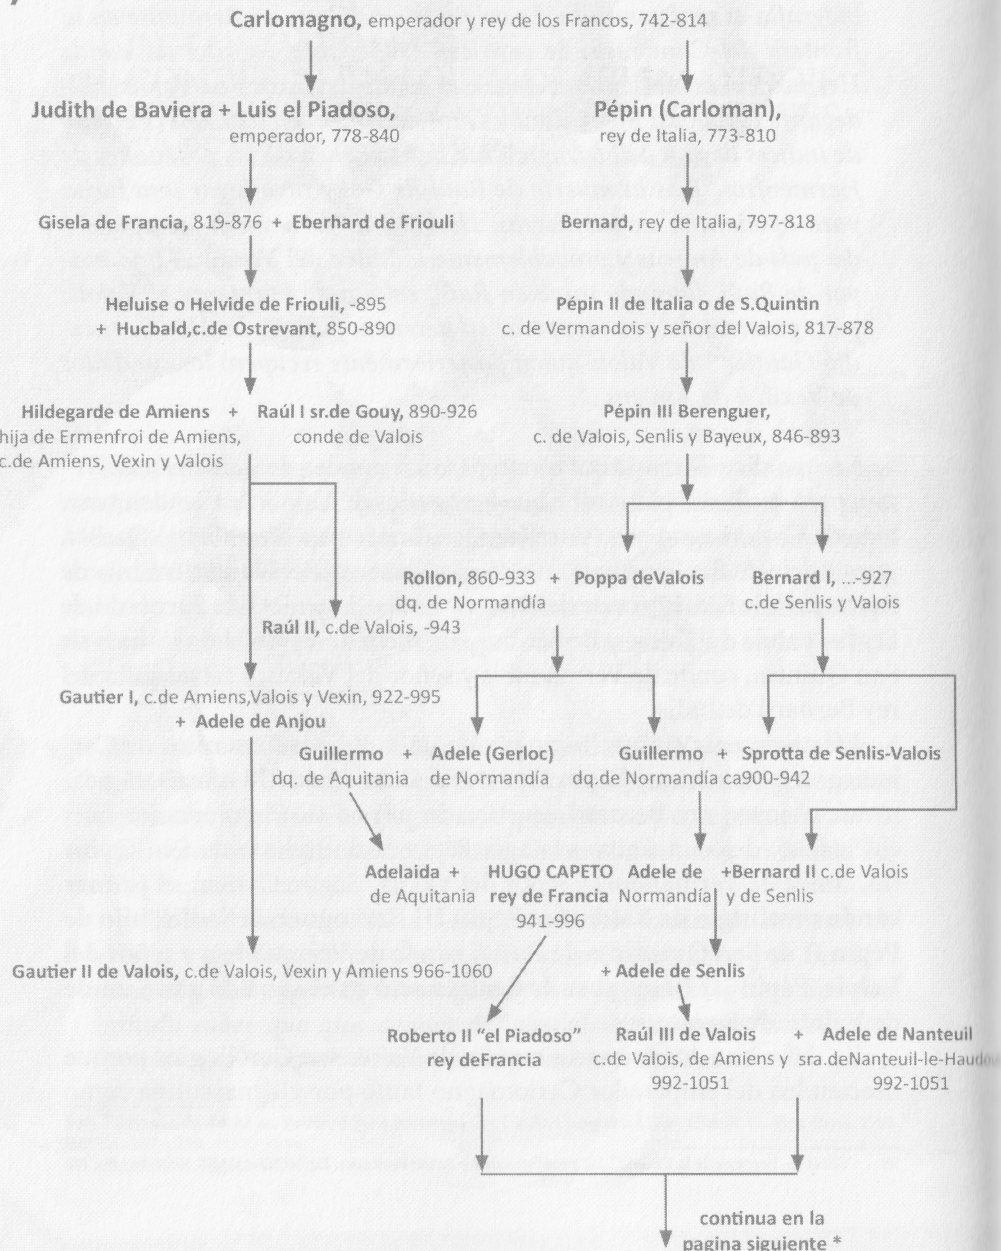 Carlomagno, emperador y rey de los Francos, 742-814
Judith de Baviera + Luis el Piadoso,
emperador, 778-840
Pépin (Carloman),
rey de Italia, 773-810
Gisela de Francia, 819-876 + Eberhard de Friouli
Bernard, rey de Italia, 797-818
Heluise o Helvide de Friouli, -895
+ Hucbald,c.de Ostrevant, 850-890
Pépin II de Italia o de S.Quintin
c. de Vermandois y señor del Valois, 817-878
Hildegarde de Amiens + Raúl I sr.de Gouy, 890-926
hija de Ermenfroi de Amiens, conde de Valois
c.de Amiens, Vexin y Valois
Pépin III Berenguer,
c. de Valois, Senlis y Bayeux, 846-893
Rollon, 860-933 + Poppa deValois
dq. de Normandía
Bernard I, ...-927
c.de Senlis y Valois
Raúl II, c.de Valois, -943
Gautier I, c.de Amiens,Valois y Vexin, 922-995
+ Adele de Anjou
Guillermo + Adele (Gerloc)
dq. de Aquitania de Normandía
Guillermo + Sprotta de Senlis-Valois
dq.de Normandía ca900-942
Adelaida + HUGO CAPETO
de Aquitania rey de Francia
941-996
Adele de +Bernard II c.de Valois
Normandía y de Senlis
Gautier II de Valois, c.de Valois, Vexin y Amiens 966-1060
+ Adele de Senlis
Roberto II "el Piadoso"
rey deFrancia
Raúl III de Valois + Adele de Nanteuil
c.de Valois, de Amiens y sra.deNanteuil-le-Haudou
992-1051 992-1051
continua en la
pagina siguiente *